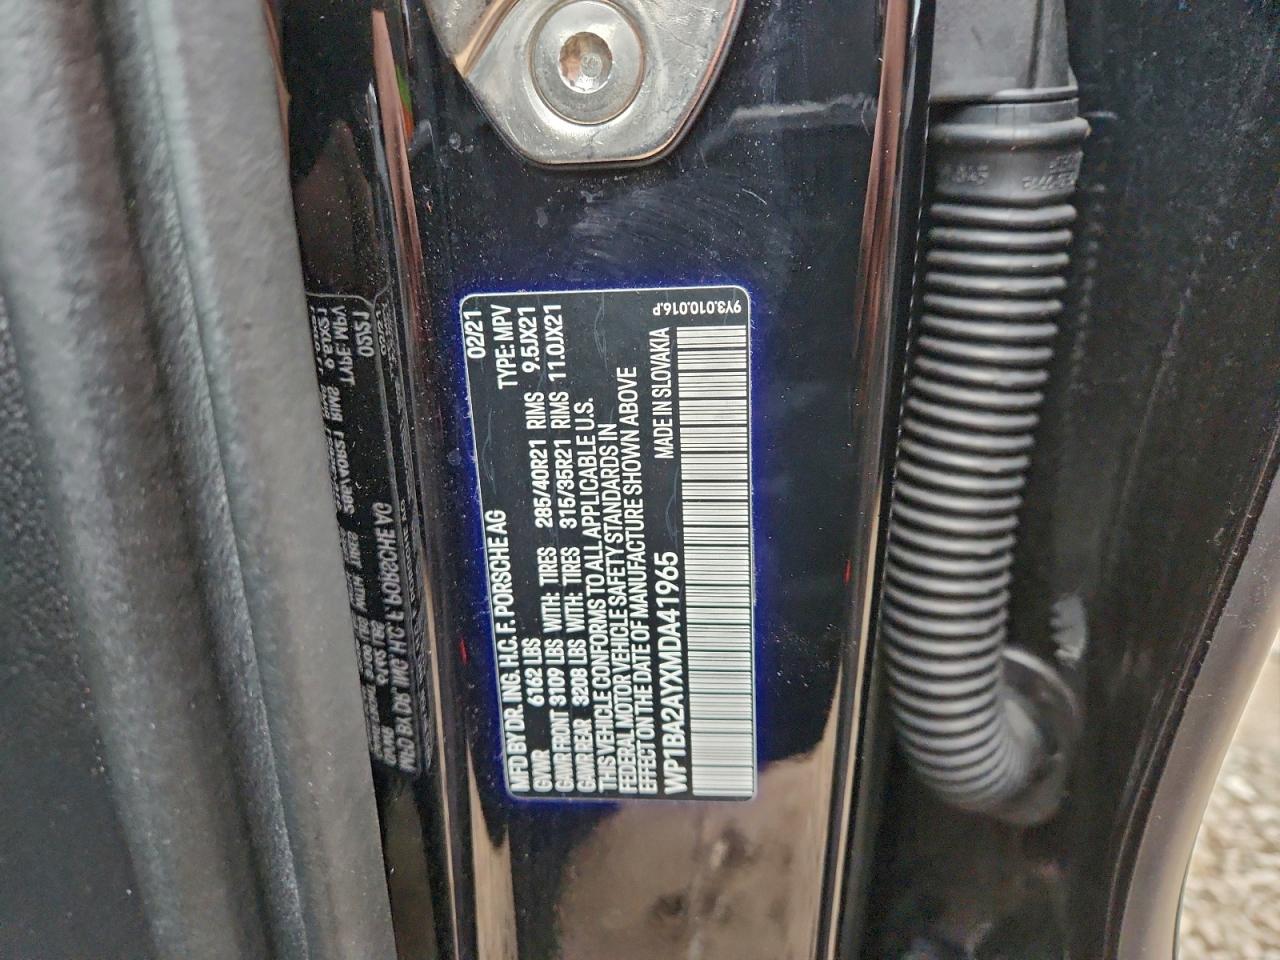 MFD BY DR. ING. H.C. F. PORSCHE AG 02/21
GVWR 6162 LBS TYPE: MPV
GAWR FRONT 3109 LBS WITH: TIRES 285/40R21 RIMS 9.5JX21
GAWR REAR 3208 LBS WITH: TIRES 315/35R21 RIMS 11.0JX21
THIS VEHICLE CONFORMS TO ALL APPLICABLE U.S.
FEDERAL MOTOR VEHICLE SAFETY STANDARDS IN
EFFECT ON THE DATE OF MANUFACTURE SHOWN ABOVE
WP1BA2AYXMDA41965 MADE IN SLOVAKIA
9Y3.010.016.P